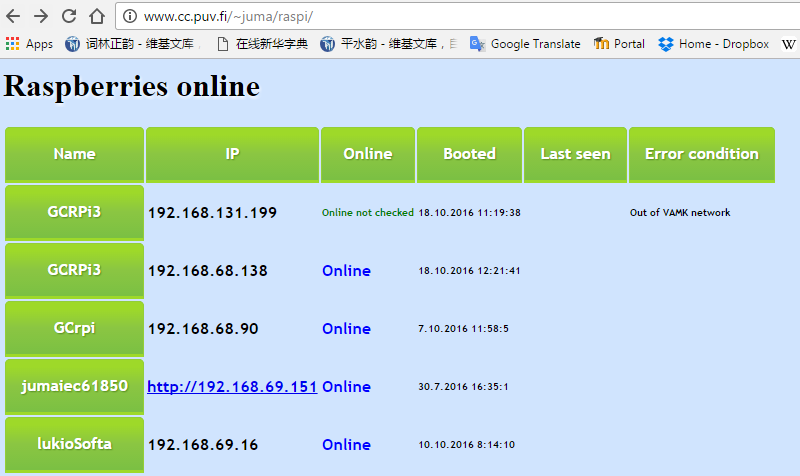 www.cc.puv.fi/~juma/raspi/
Apps 词林正韵 - 维基文库， 在线新华字典 平水韵 - 维基文库， Google Translate Portal Home - Dropbox W
Raspberries online
Name IP Online Booted Last seen Error condition
GCRPi3 192.168.131.199 Online not checked 18.10.2016 11:19:38 Out of VAMK network
GCRPi3 192.168.68.138 Online 18.10.2016 12:21:41
GCrpi 192.168.68.90 Online 7.10.2016 11:58:5
jumaiec61850 http://192.168.69.151 Online 30.7.2016 16:35:1
lukioSofta 192.168.69.16 Online 10.10.2016 8:14:10